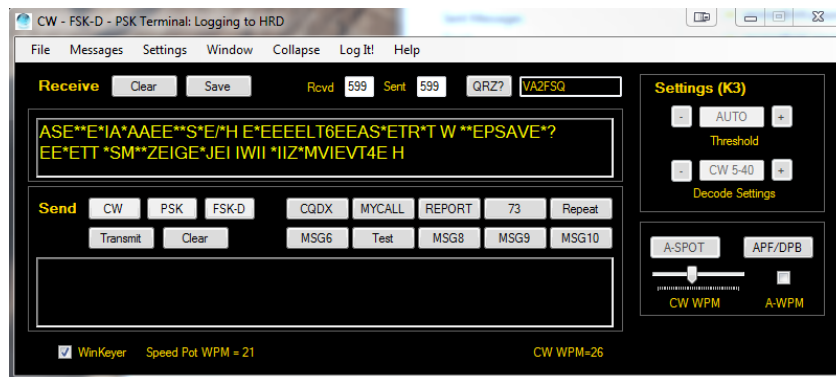 CW - FSK-D - PSK Terminal: Logging to HRD
File Messages Settings Window Collapse Log It! Help
Receive Clear Save Rcvd 599 Sent 599 QRZ? VA2FSQ
ASE**E*IA*AAEE**S*E/*H E*EEEELT6EEAS*ETR*T W **EPSAVE*?
EE*ETT *SM**ZEIGE*JEI IWII *IIZ*MVIEVT4E H
Send CW PSK FSK-D CQDX MYCALL REPORT 73 Repeat
Transmit Clear MSG6 Test MSG8 MSG9 MSG10
WinKeyer Speed Pot WPM = 21 CW WPM=26
Settings (K3)
- AUTO +
Threshold
- CW 5-40 +
Decode Settings
A-SPOT APF/DPB
CW WPM A-WPM